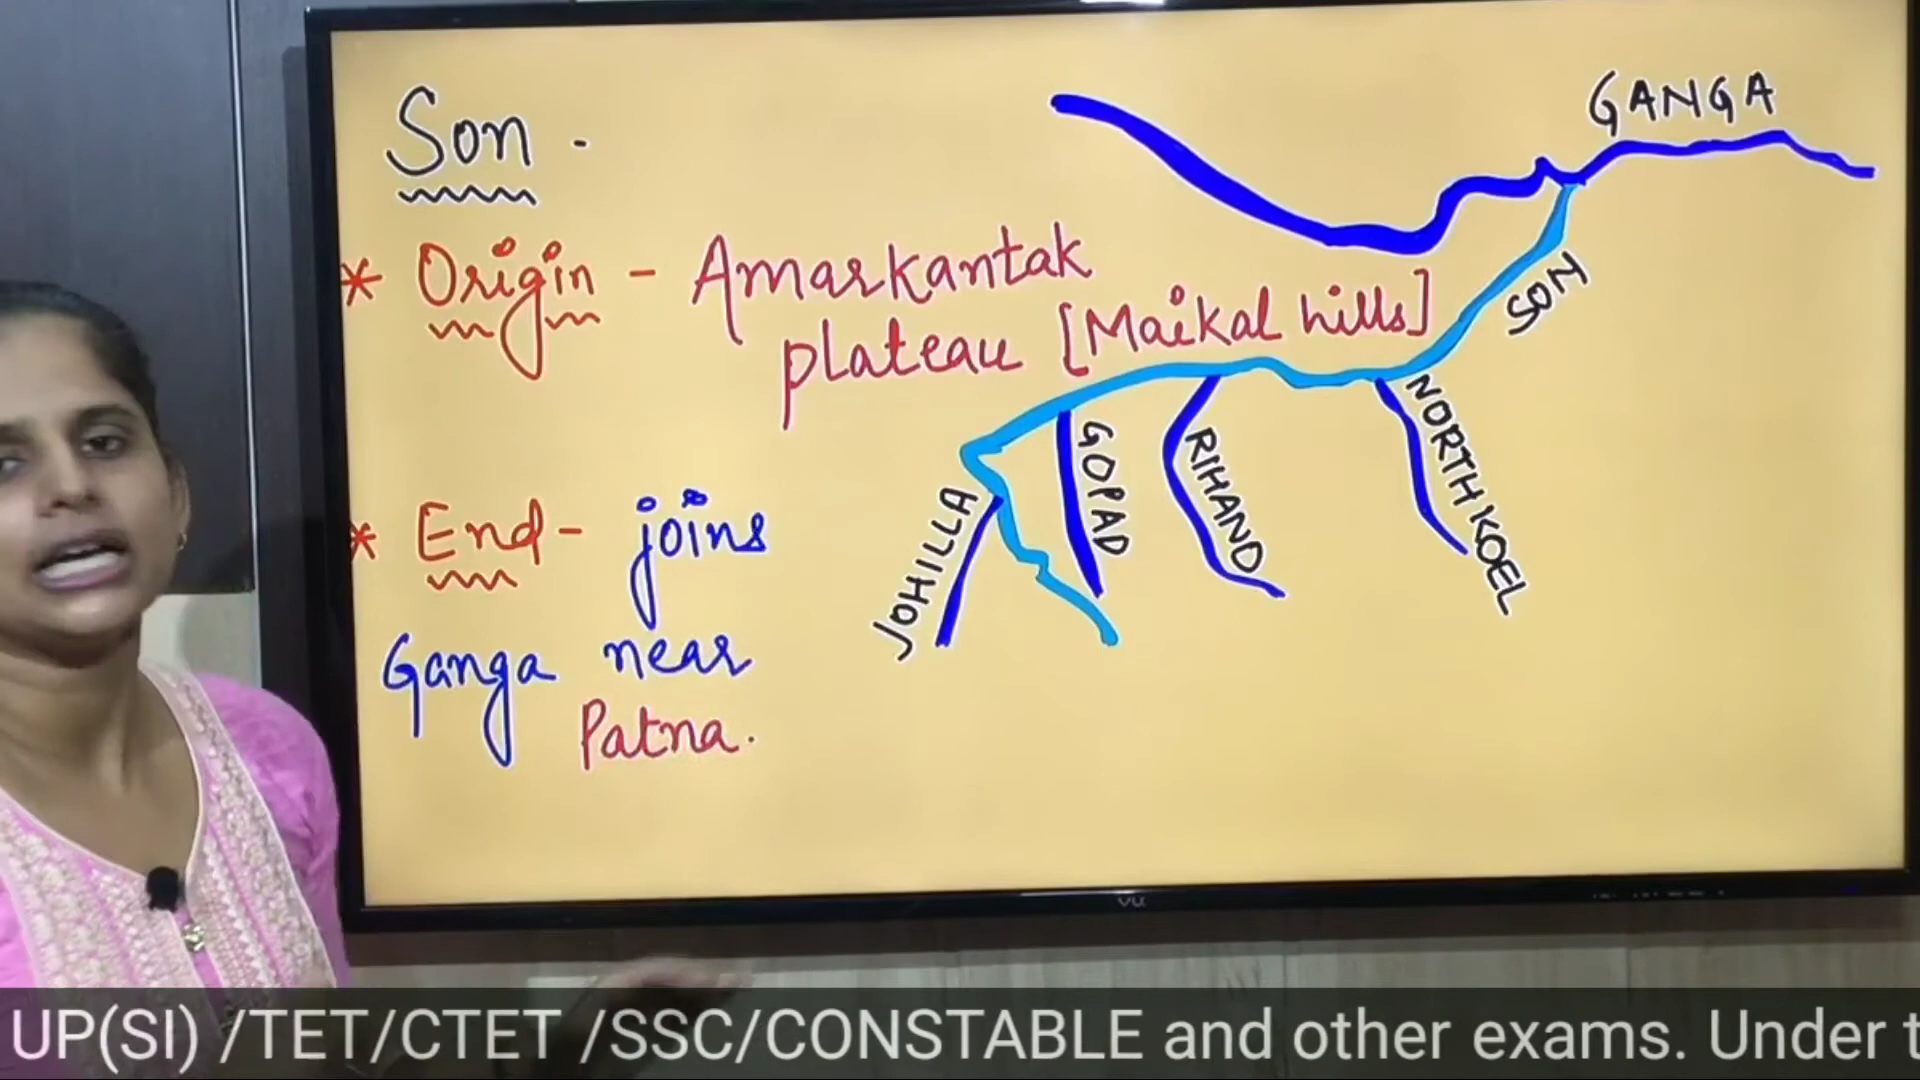 Son.
GANGA
* Origin - Amarkantak
plateau [Maikal hills]
SON
* End - joins
Ganga near
Patna.
JOHILLA
GOPAD
RIHAND
NORTH KOEL
VU
UP(SI) /TET/CTET /SSC/CONSTABLE and other exams. Under t